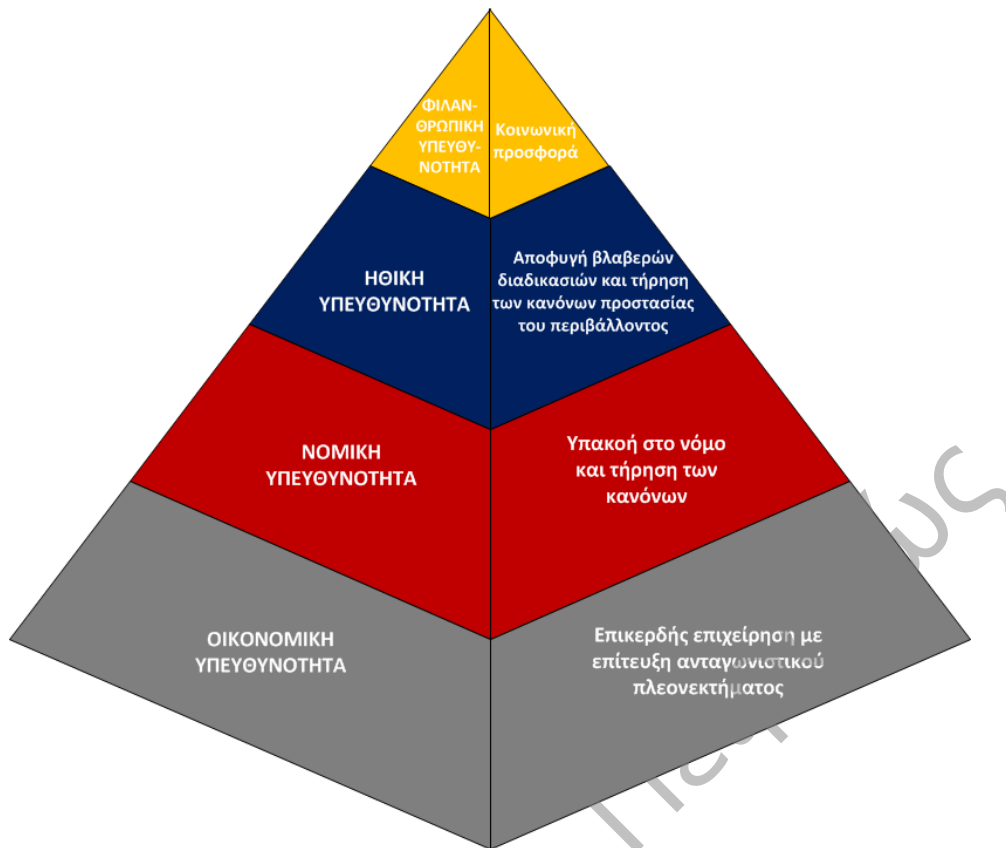 ΦΙΛΑΝ-
ΘΡΩΠΙΚΗ
ΥΠΕΥΘΥ-
ΝΟΤΗΤΑ
Κοινωνική
προσφορά
ΗΘΙΚΗ
ΥΠΕΥΘΥΝΟΤΗΤΑ
Αποφυγή βλαβερών
διαδικασιών και τήρηση
των κανόνων προστασίας
του περιβάλλοντος
ΝΟΜΙΚΗ
ΥΠΕΥΘΥΝΟΤΗΤΑ
Υπακοή στο νόμο
και τήρηση των
κανόνων
ΟΙΚΟΝΟΜΙΚΗ
ΥΠΕΥΘΥΝΟΤΗΤΑ
Επικερδής επιχείρηση με
επίτευξη ανταγωνιστικού
πλεονεκτήματος